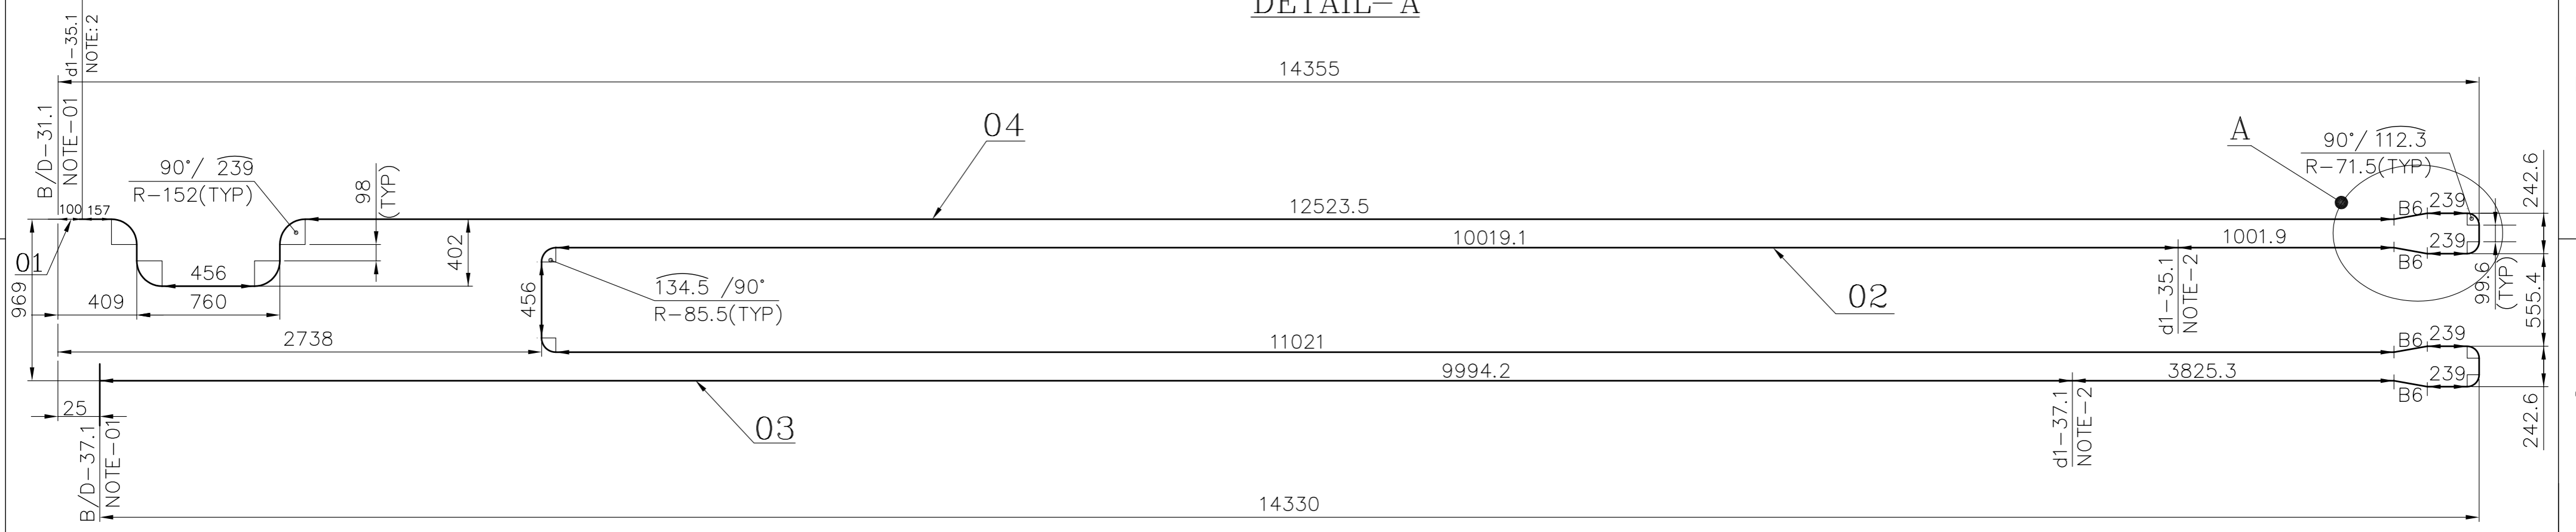 DETAIL-A
d1-35.1
NOTE:2
14355
B/D-31.1
NOTE-01
04
A
90°/ 239
R-152(TYP)
98
(TYP)
90°/ 112.3
R-71.5(TYP)
242.6
100
157
12523.5
B6
239
01
456
402
10019.1
1001.9
239
B6
99.6
(TYP)
969
409
760
456
134.5 /90°
R-85.5(TYP)
02
d1-35.1
NOTE-2
555.4
2738
11021
B6
239
9994.2
3825.3
239
B6
25
03
B/D-37.1
NOTE-01
d1-37.1
NOTE-2
242.6
14330